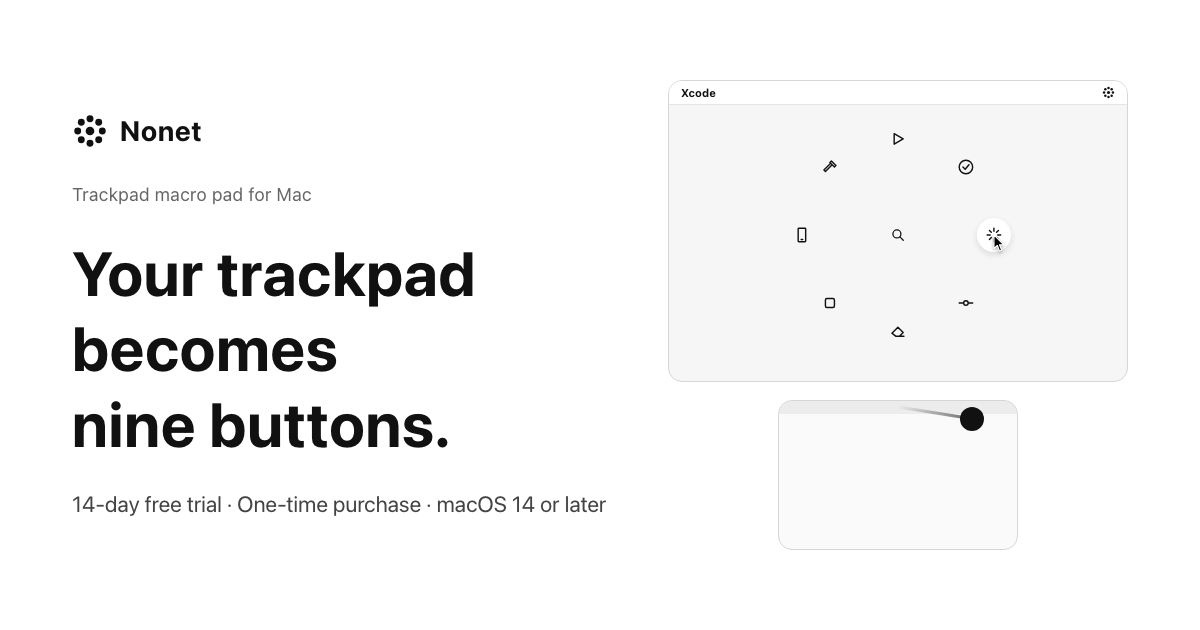 Nonet
Trackpad macro pad for Mac
Your trackpad
becomes
nine buttons.
14-day free trial · One-time purchase · macOS 14 or later
Xcode